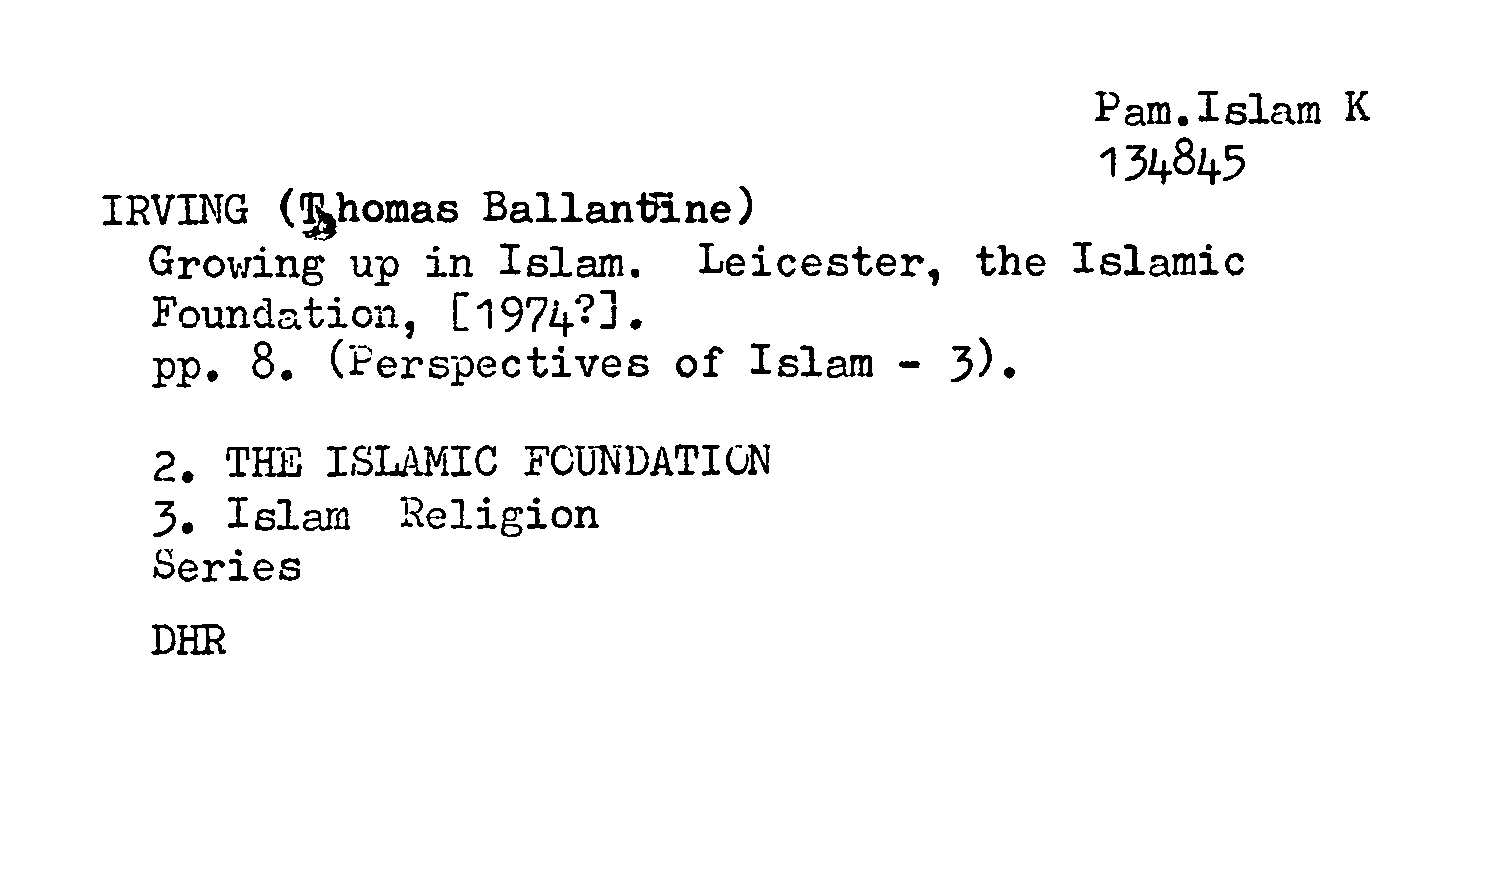 Pam.Islam K
134845
IRVING (Thomas Ballantine)
Growing up in Islam. Leicester, the Islamic
Foundation, [1974?].
pp. 8. (Perspectives of Islam - 3).
2. THE ISLAMIC FOUNDATION
3. Islam Religion
Series
DHR